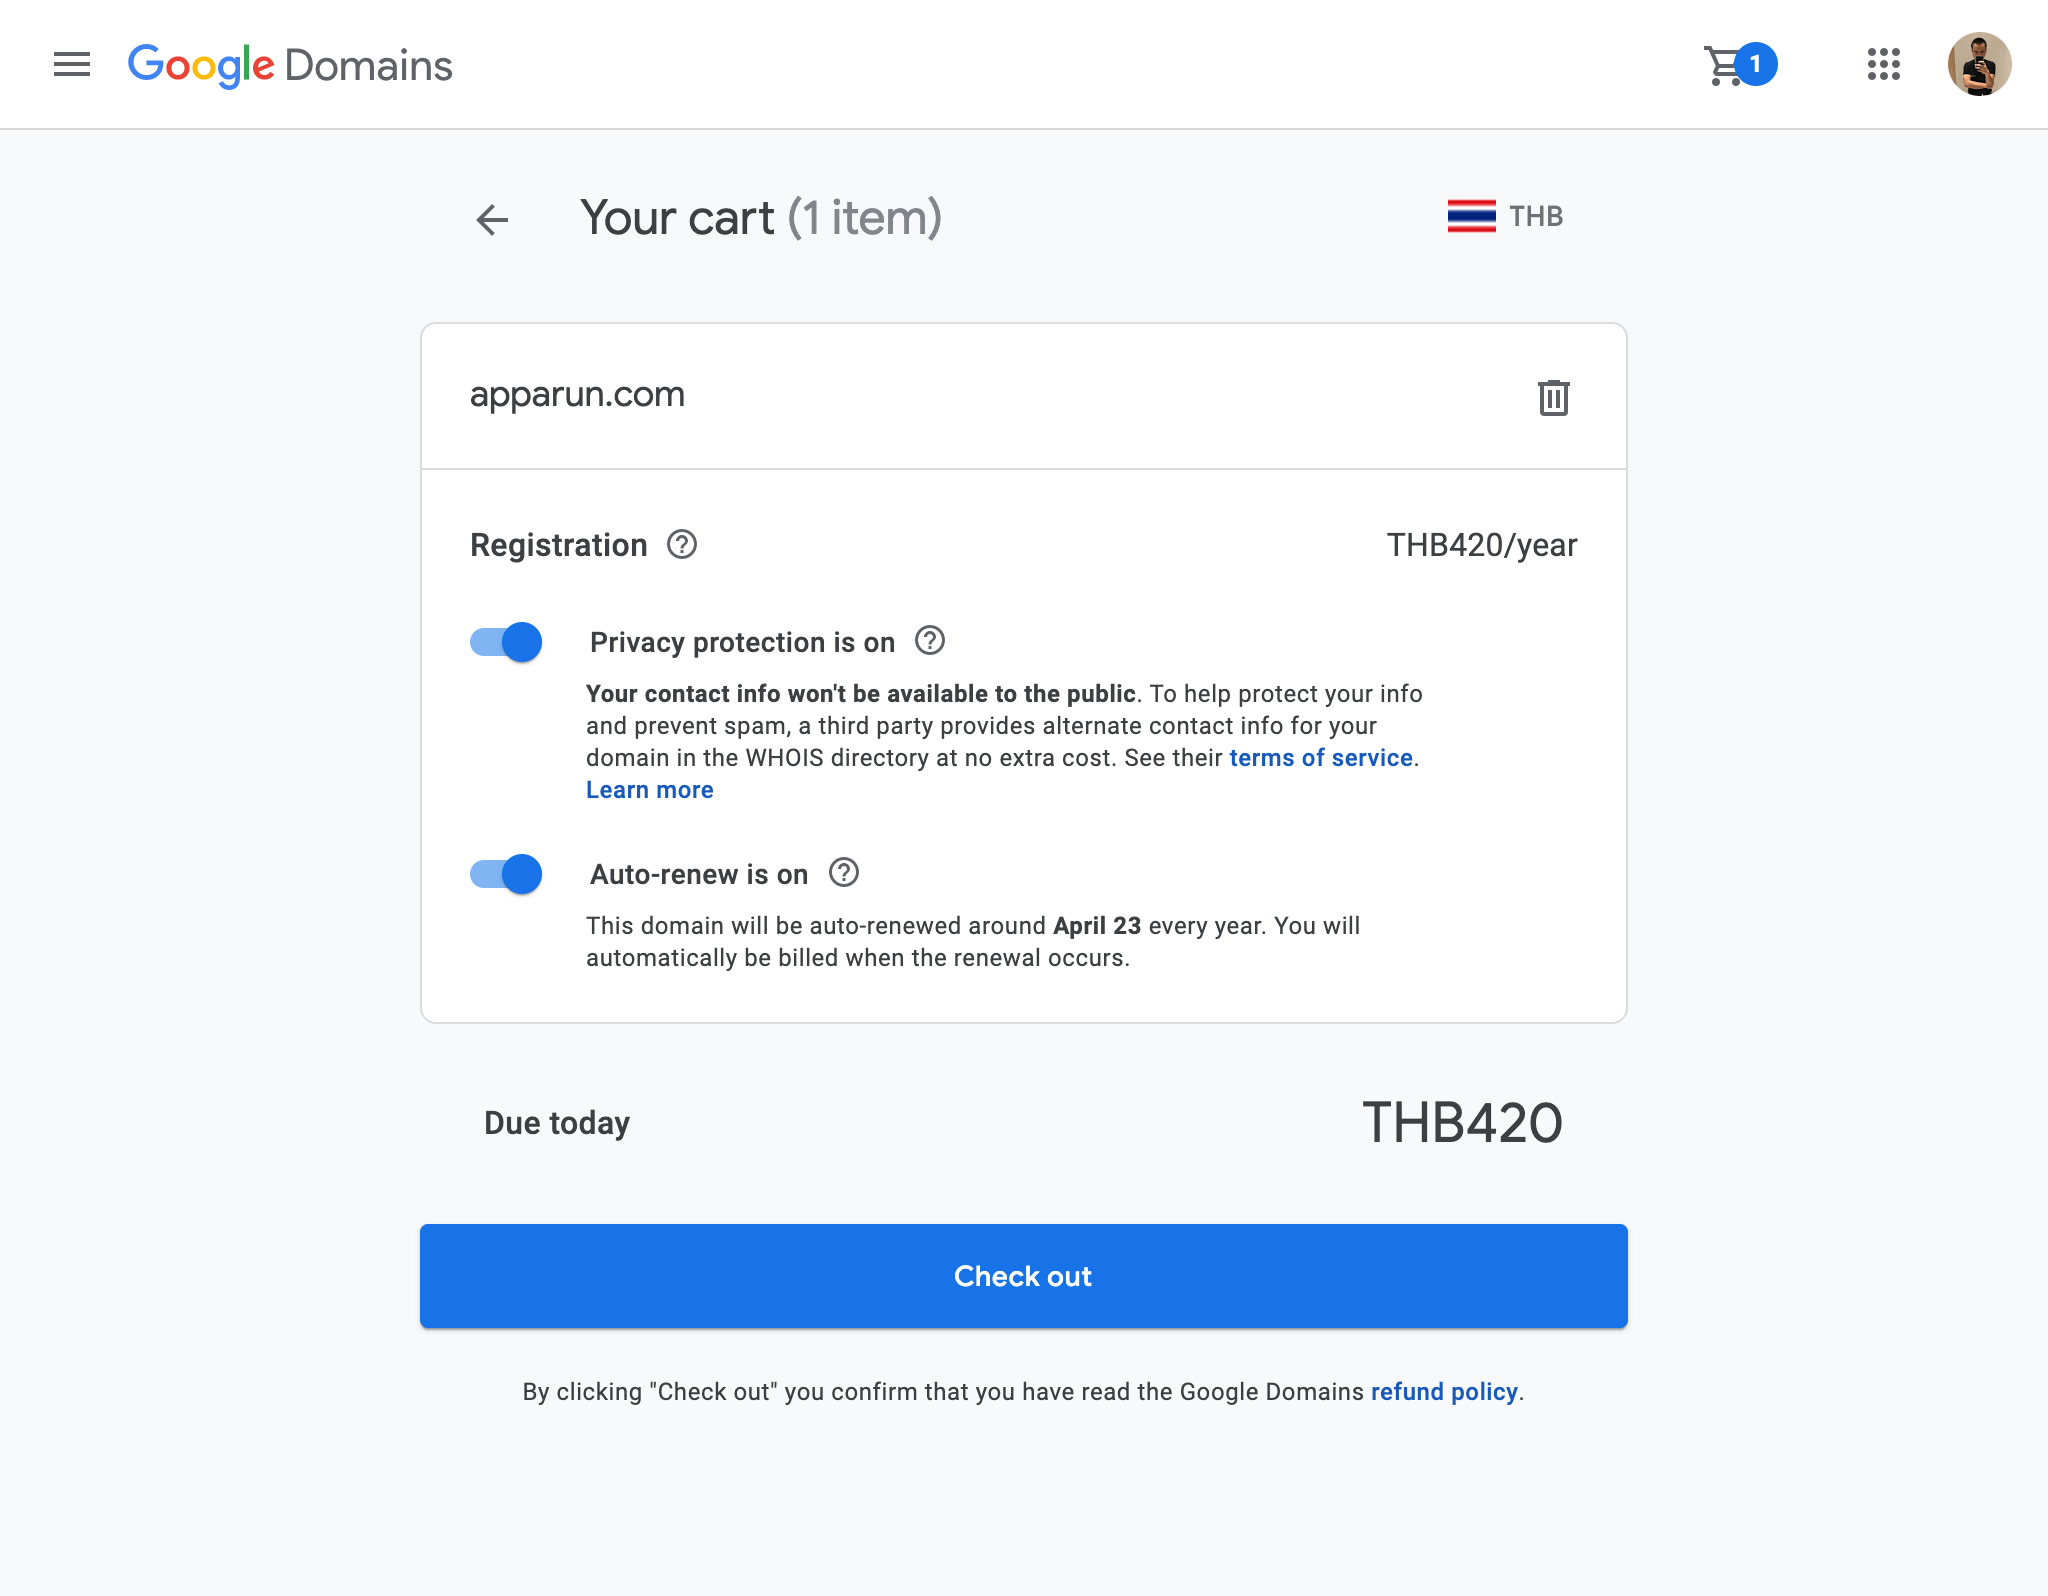 Google Domains
1
Your cart (1 item)
THB
apparun.com
Registration
THB420/year
Privacy protection is on
Your contact info won't be available to the public. To help protect your info
and prevent spam, a third party provides alternate contact info for your
domain in the WHOIS directory at no extra cost. See their terms of service.
Learn more
Auto-renew is on
This domain will be auto-renewed around April 23 every year. You will
automatically be billed when the renewal occurs.
Due today
THB420
Check out
By clicking "Check out" you confirm that you have read the Google Domains refund policy.